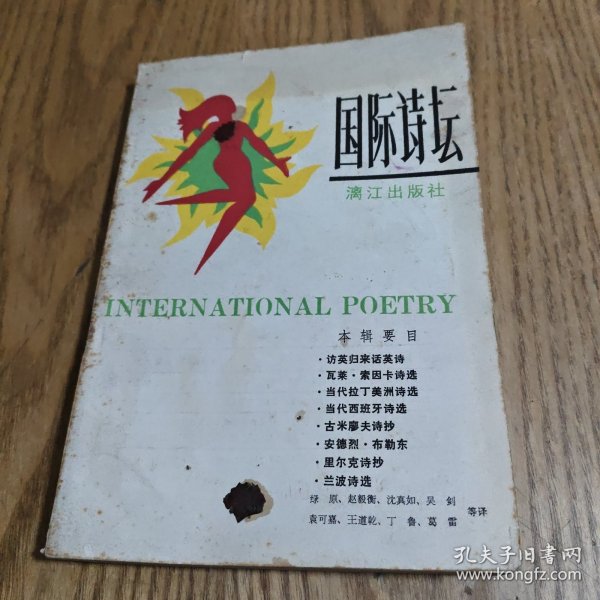 国际诗坛
漓江出版社
INTERNATIONAL POETRY
本辑要目
·访英归来话英诗
·瓦莱·索因卡诗选
·当代拉丁美洲诗选
·当代西班牙诗选
·古米廖夫诗抄
·安德烈·布勒东
·里尔克诗抄
·兰波诗选
绿原、赵毅衡、沈真如、吴剑
袁可嘉、王道乾、丁鲁、葛雷
等译
孔夫子旧书网
www.kongfz.com